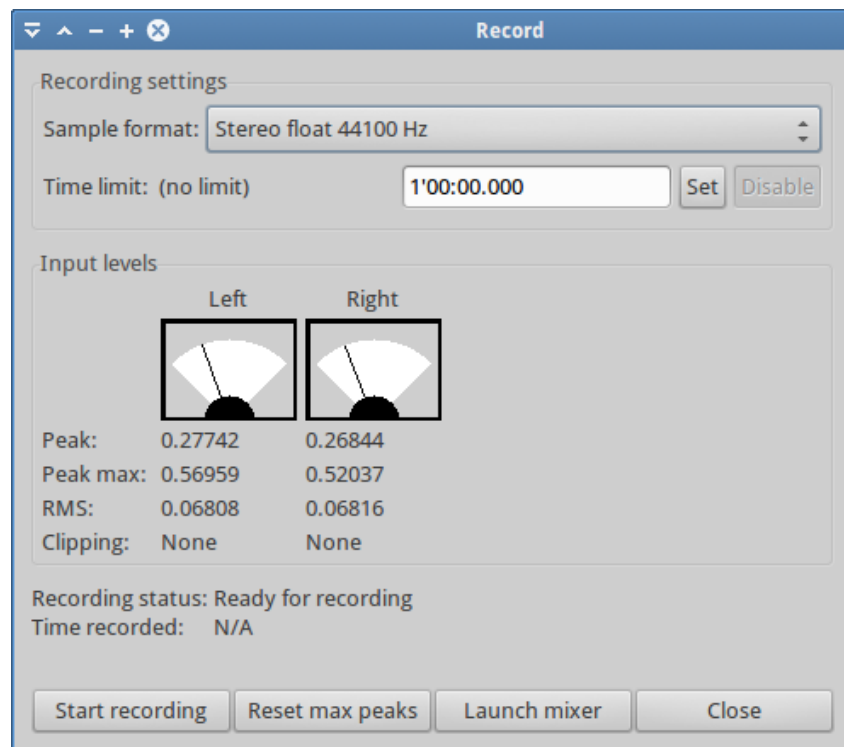 Record
Recording settings
Sample format: Stereo float 44100 Hz
Time limit: (no limit) 1'00:00.000 Set Disable
Input levels
Left Right
Peak: 0.27742 0.26844
Peak max: 0.56959 0.52037
RMS: 0.06808 0.06816
Clipping: None None
Recording status: Ready for recording
Time recorded: N/A
Start recording Reset max peaks Launch mixer Close